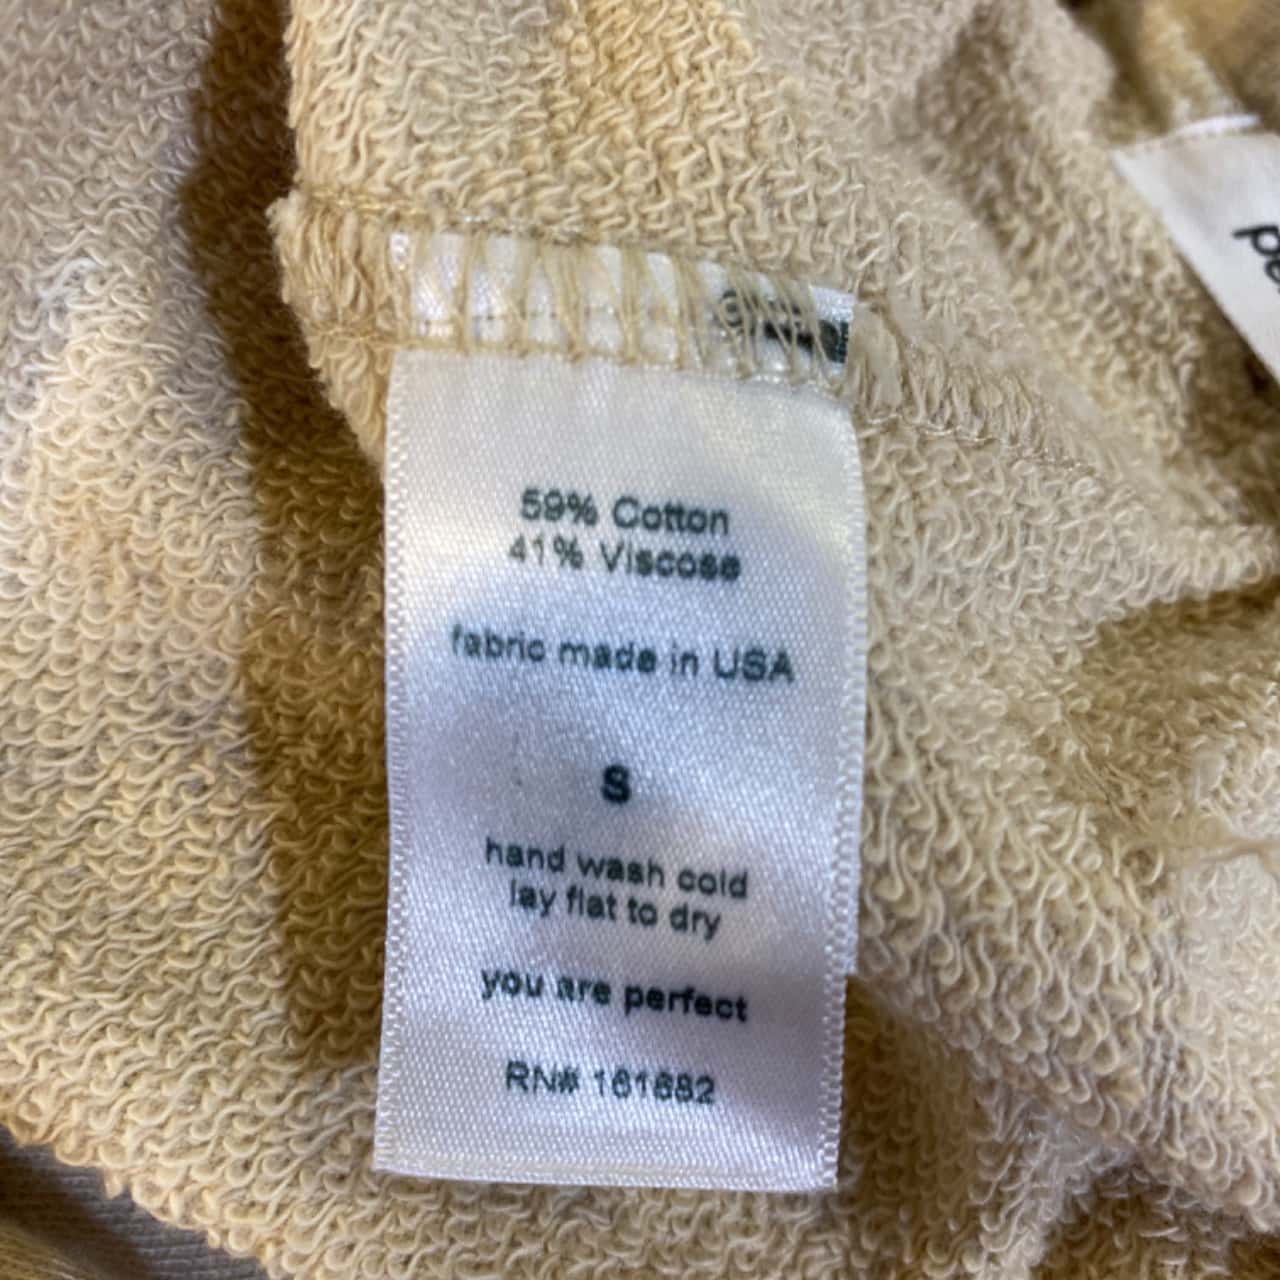 59% Cotton
41% Viscose
fabric made in USA
S
hand wash cold
lay flat to dry
you are perfect
RN# 161682